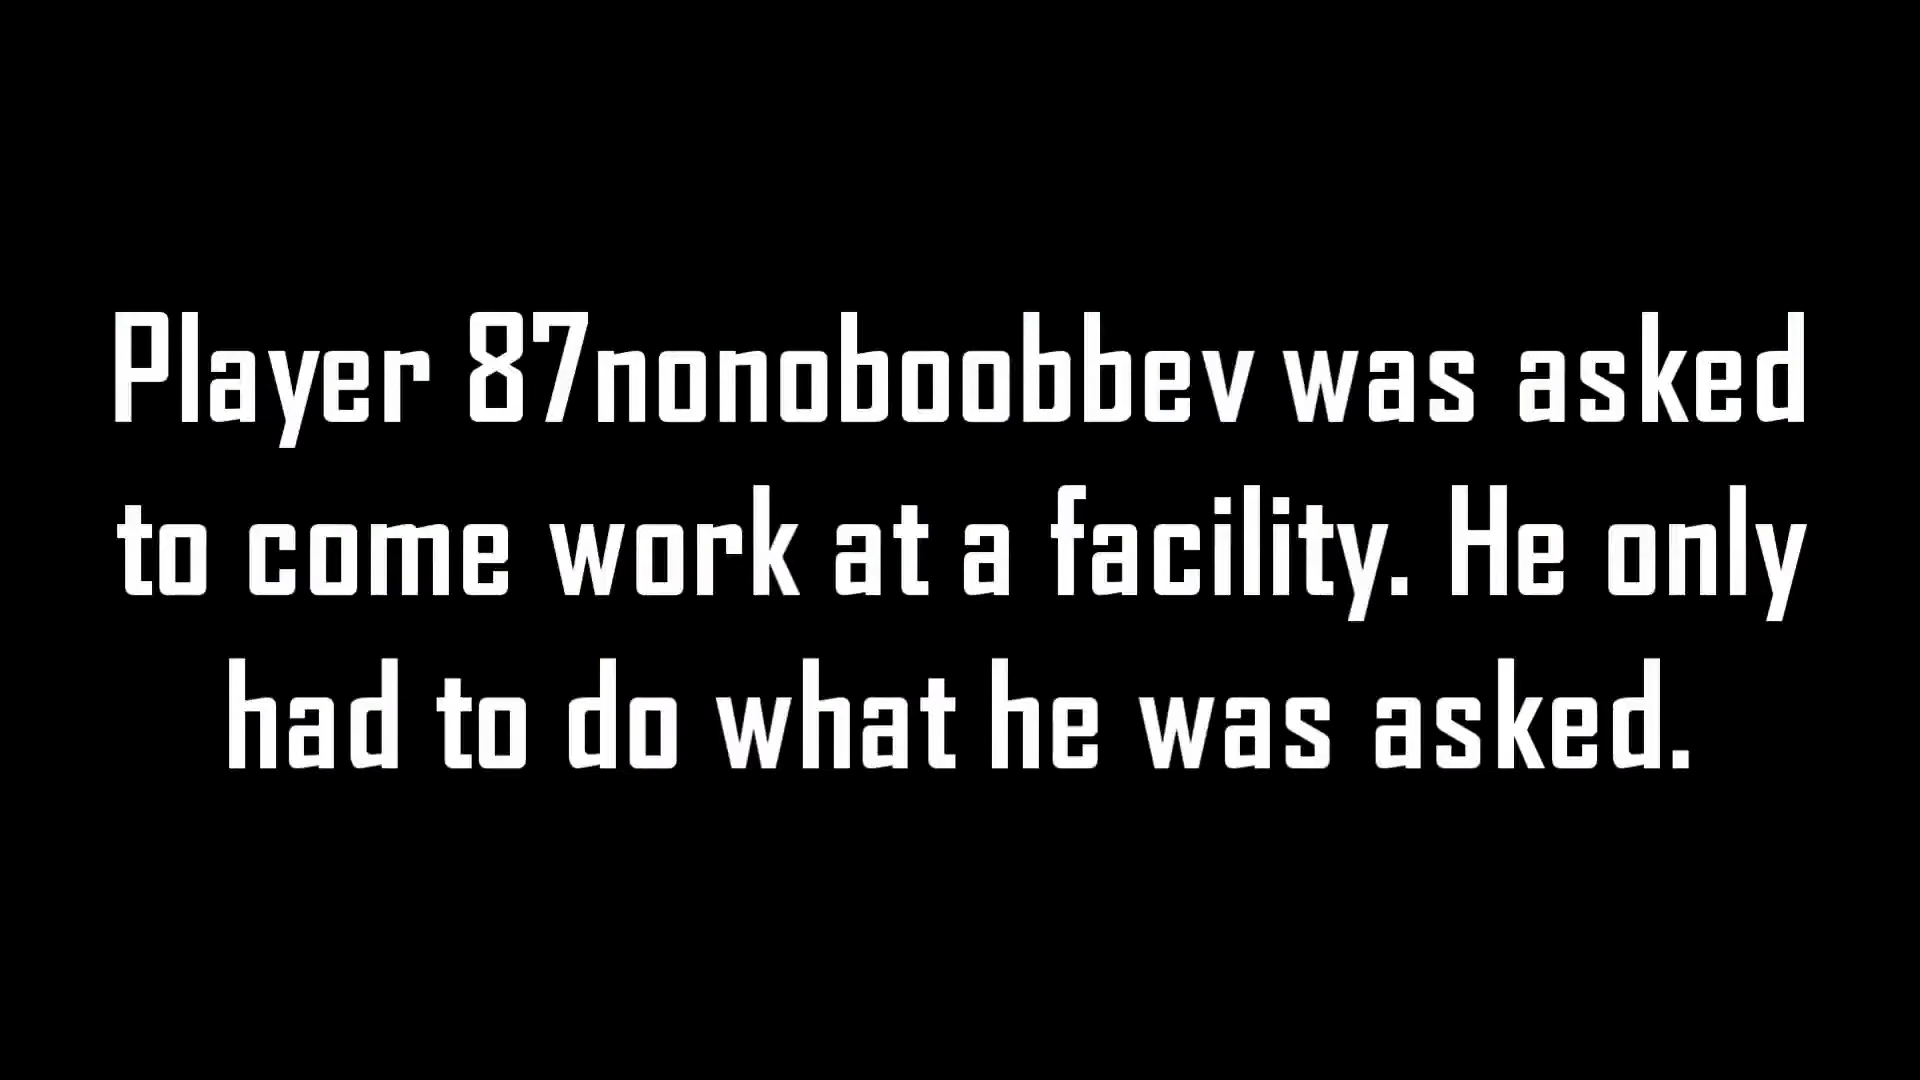 Player 87nonoboobbev was asked
to come work at a facility. He only
had to do what he was asked.